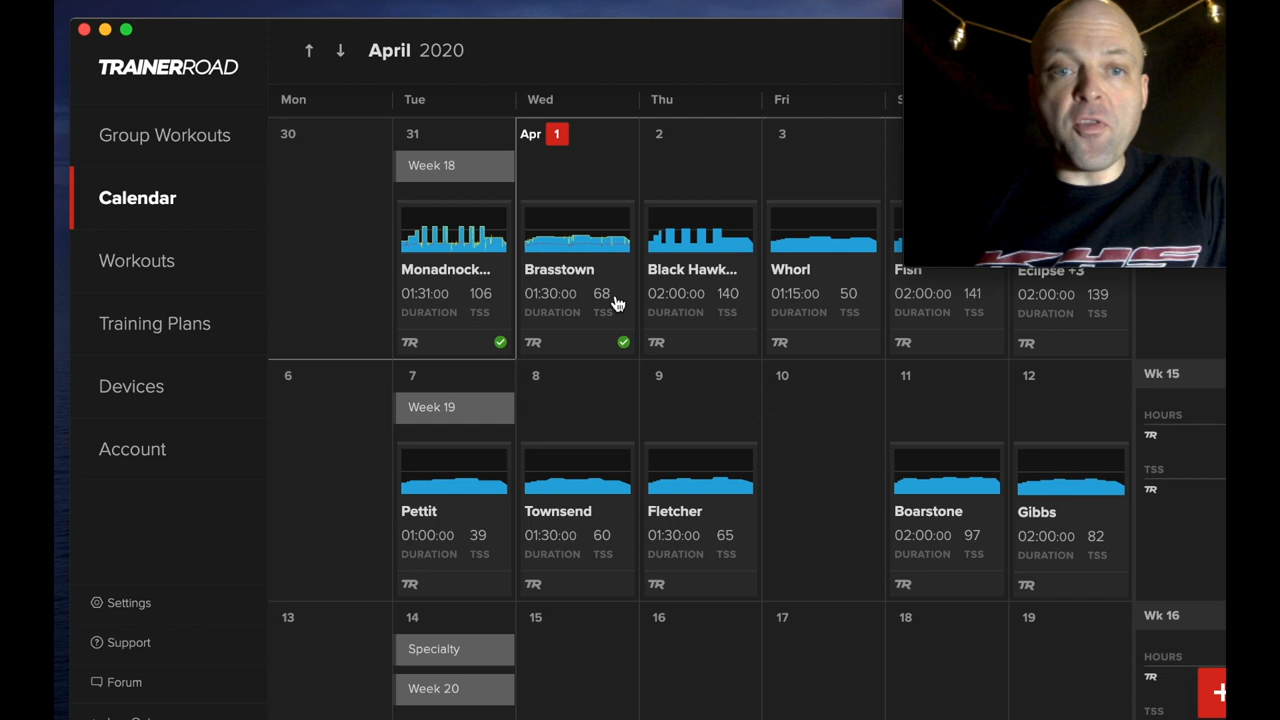 TRAINERROAD
Group Workouts
Calendar
Workouts
Training Plans
Devices
Account
Settings
Support
Forum
April 2020
Mon Tue Wed Thu Fri S
30 31 Apr 1 2 3
Week 18
Monadnock... Brasstown Black Hawk... Whorl Fish Eclipse +3
01:31:00 106 01:30:00 68 02:00:00 140 01:15:00 50 02:00:00 141 02:00:00 139
DURATION TSS DURATION TSS DURATION TSS DURATION TSS DURATION TSS DURATION TSS
TR TR TR TR TR TR
6 7 8 9 10 11 12 Wk 15
Week 19
HOURS
TR
TSS
TR
Pettit Townsend Fletcher Boarstone Gibbs
01:00:00 39 01:30:00 60 01:30:00 65 02:00:00 97 02:00:00 82
DURATION TSS DURATION TSS DURATION TSS DURATION TSS DURATION TSS
TR TR TR TR TR
13 14 15 16 17 18 19 Wk 16
Specialty
Week 20
HOURS
TR
TSS
KHS